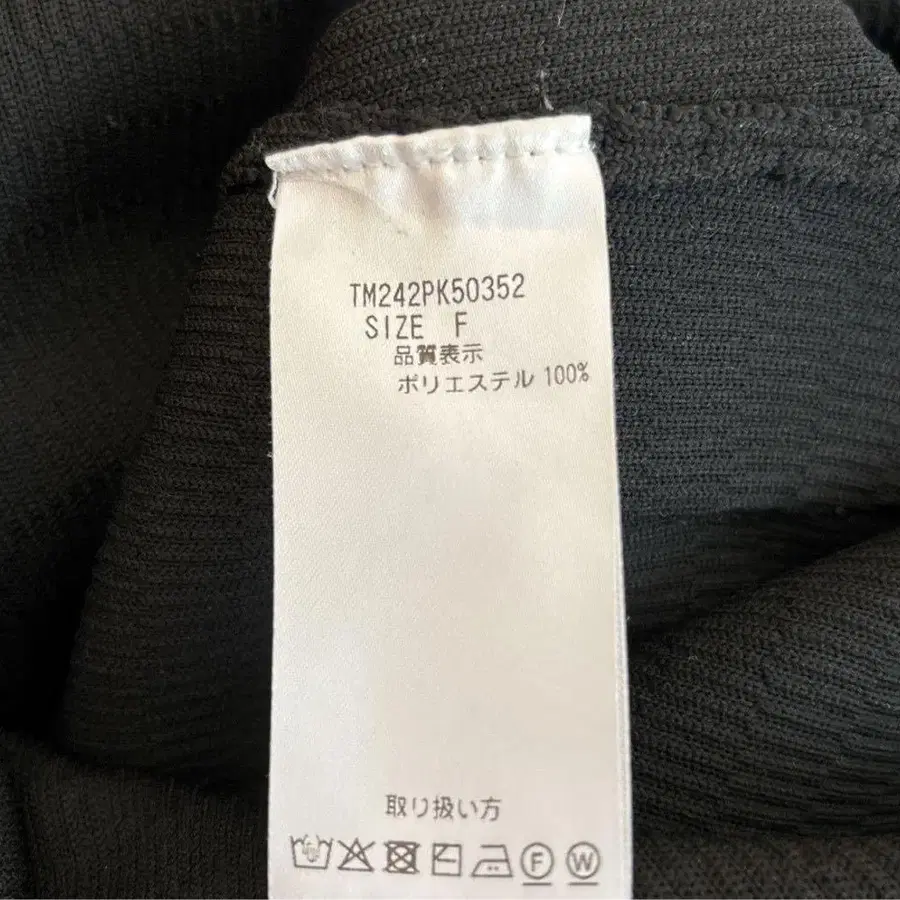 TM242PK50352
SIZE F
品質表示
ポリエステル 100%
取り扱い方
F W